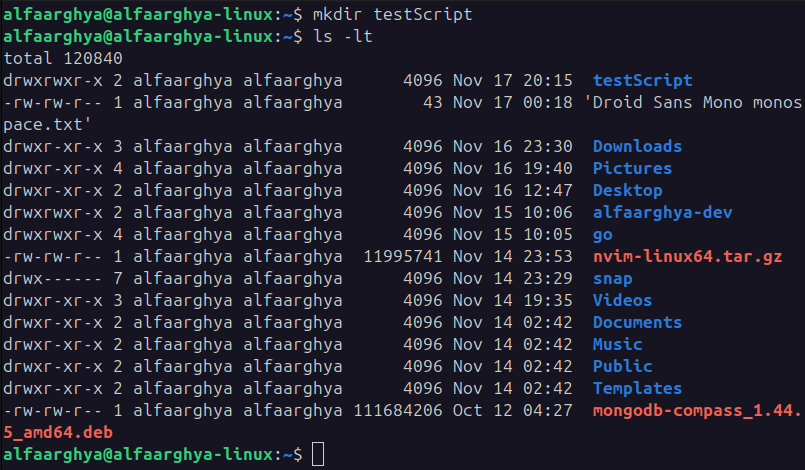 alfaarghya@alfaarghya-linux:~$ mkdir testScript
alfaarghya@alfaarghya-linux:~$ ls -lt
total 120840
drwxrwxr-x 2 alfaarghya alfaarghya      4096 Nov 17 20:15  testScript
-rw-rw-r-- 1 alfaarghya alfaarghya        43 Nov 17 00:18 'Droid Sans Mono monos
pace.txt'
drwxr-xr-x 3 alfaarghya alfaarghya      4096 Nov 16 23:30  Downloads
drwxr-xr-x 4 alfaarghya alfaarghya      4096 Nov 16 19:40  Pictures
drwxr-xr-x 2 alfaarghya alfaarghya      4096 Nov 16 12:47  Desktop
drwxrwxr-x 2 alfaarghya alfaarghya      4096 Nov 15 10:06  alfaarghya-dev
drwxrwxr-x 4 alfaarghya alfaarghya      4096 Nov 15 10:05  go
-rw-rw-r-- 1 alfaarghya alfaarghya  11995741 Nov 14 23:53  nvim-linux64.tar.gz
drwx------ 7 alfaarghya alfaarghya      4096 Nov 14 23:29  snap
drwxr-xr-x 3 alfaarghya alfaarghya      4096 Nov 14 19:35  Videos
drwxr-xr-x 2 alfaarghya alfaarghya      4096 Nov 14 02:42  Documents
drwxr-xr-x 2 alfaarghya alfaarghya      4096 Nov 14 02:42  Music
drwxr-xr-x 2 alfaarghya alfaarghya      4096 Nov 14 02:42  Public
drwxr-xr-x 2 alfaarghya alfaarghya      4096 Nov 14 02:42  Templates
-rw-rw-r-- 1 alfaarghya alfaarghya 111684206 Oct 12 04:27  mongodb-compass_1.44.
5_amd64.deb
alfaarghya@alfaarghya-linux:~$